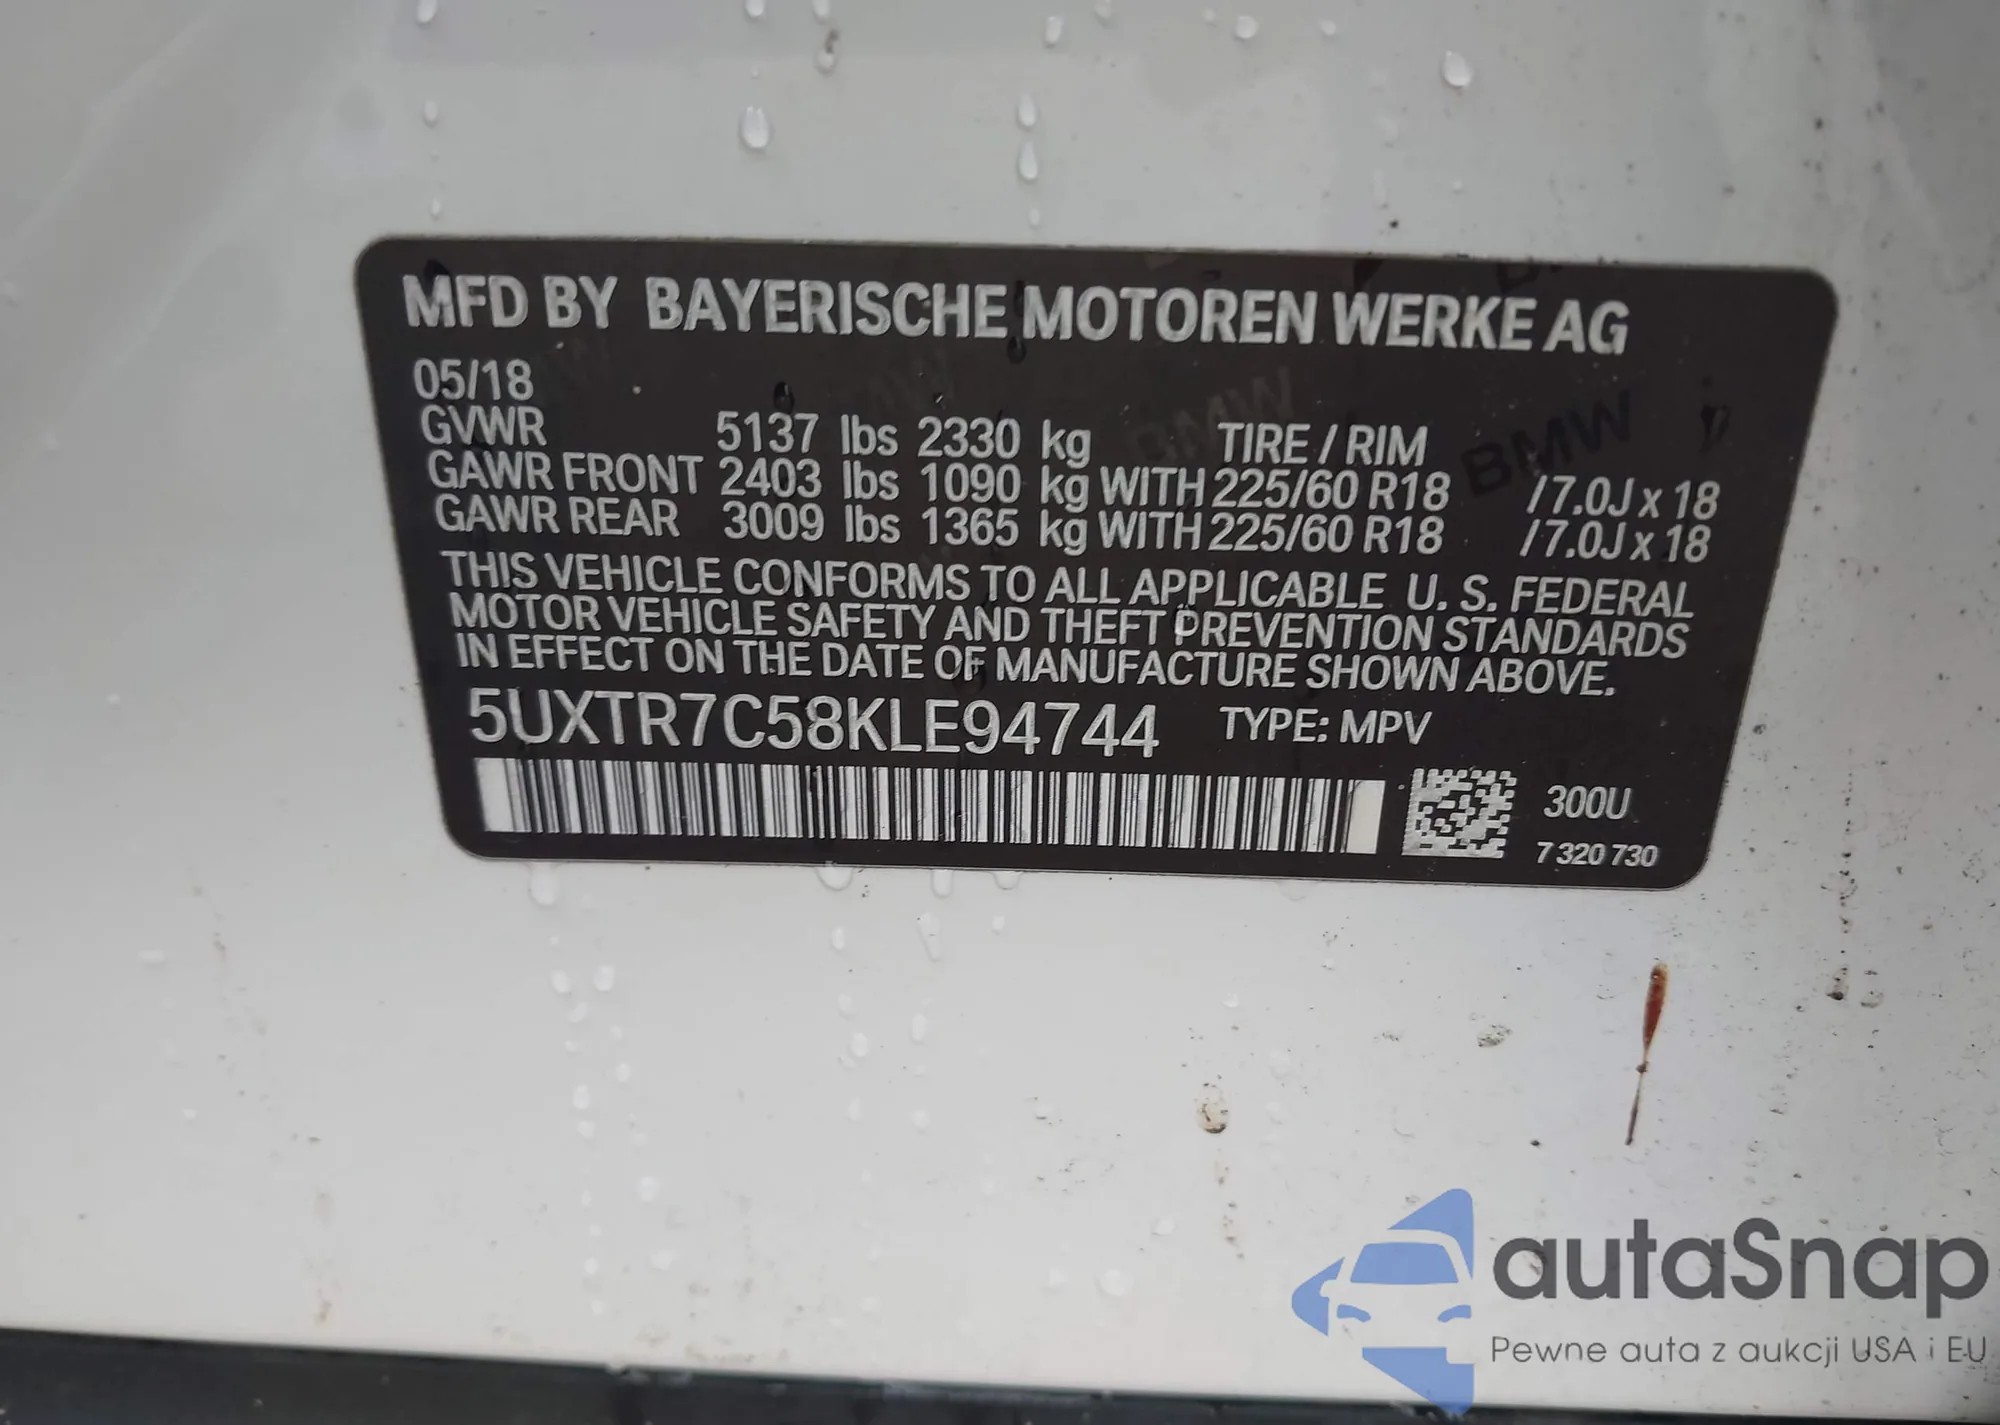 MFD BY BAYERISCHE MOTOREN WERKE AG
05/18
GVWR 5137 lbs 2330 kg TIRE / RIM
GAWR FRONT 2403 lbs 1090 kg WITH 225/60 R18 /7.0J x 18
GAWR REAR 3009 lbs 1365 kg WITH 225/60 R18 /7.0J x 18
THIS VEHICLE CONFORMS TO ALL APPLICABLE U. S. FEDERAL
MOTOR VEHICLE SAFETY AND THEFT PREVENTION STANDARDS
IN EFFECT ON THE DATE OF MANUFACTURE SHOWN ABOVE.
5UXTR7C58KLE94744 TYPE: MPV
300U
7 320 730
BMW
BMW
autaSnap
Pewne auta z aukcji USA i EU